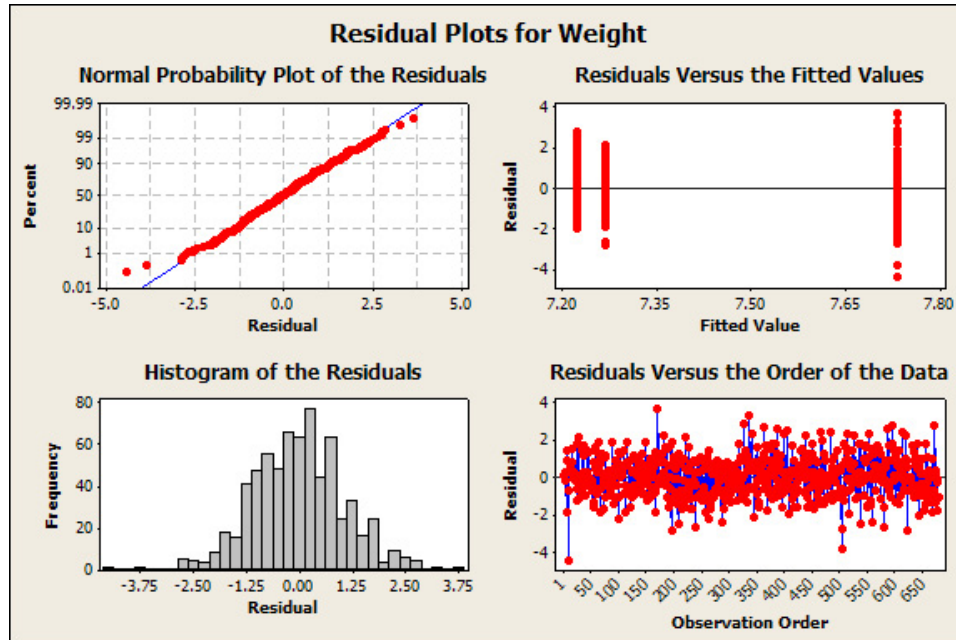 Residual Plots for Weight
Normal Probability Plot of the Residuals
99.99
99
90
50
10
1
0.01
Percent
-5.0 -2.5 0.0 2.5 5.0
Residual
Residuals Versus the Fitted Values
4
2
0
-2
-4
Residual
7.20 7.35 7.50 7.65 7.80
Fitted Value
Histogram of the Residuals
80
60
40
20
0
Frequency
-3.75 -2.50 -1.25 0.00 1.25 2.50 3.75
Residual
Residuals Versus the Order of the Data
4
2
0
-2
-4
Residual
1 50 100 150 200 250 300 350 400 450 500 550 600 650
Observation Order